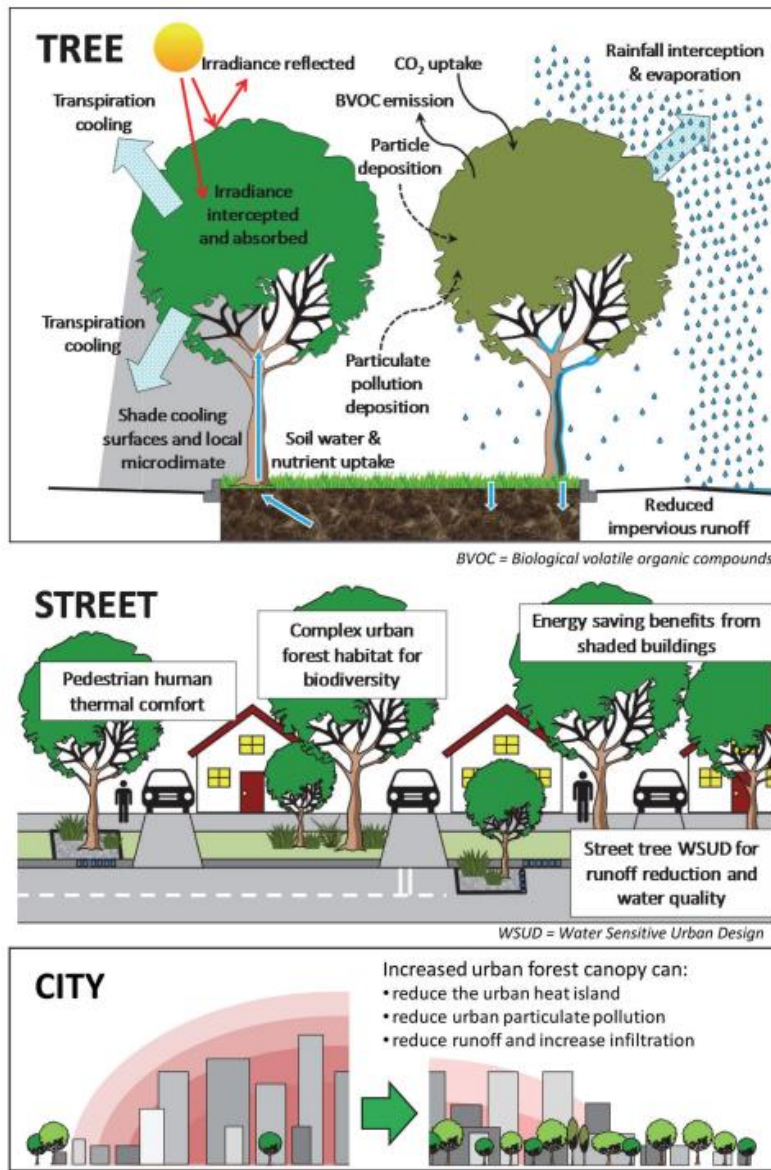 TREE
Irradiance reflected
Transpiration
cooling
Irradiance
intercepted
and absorbed
Transpiration
cooling
Shade cooling
surfaces and local
microclimate
Soil water &
nutrient uptake
CO₂ uptake
BVOC emission
Particle
deposition
Particulate
pollution
deposition
Rainfall interception
& evaporation
Reduced
impervious runoff
BVOC = Biological volatile organic compounds
STREET
Pedestrian human
thermal comfort
Complex urban
forest habitat for
biodiversity
Energy saving benefits from
shaded buildings
Street tree WSUD for
runoff reduction and
water quality
WSUD = Water Sensitive Urban Design
CITY
Increased urban forest canopy can:
•reduce the urban heat island
•reduce urban particulate pollution
•reduce runoff and increase infiltration